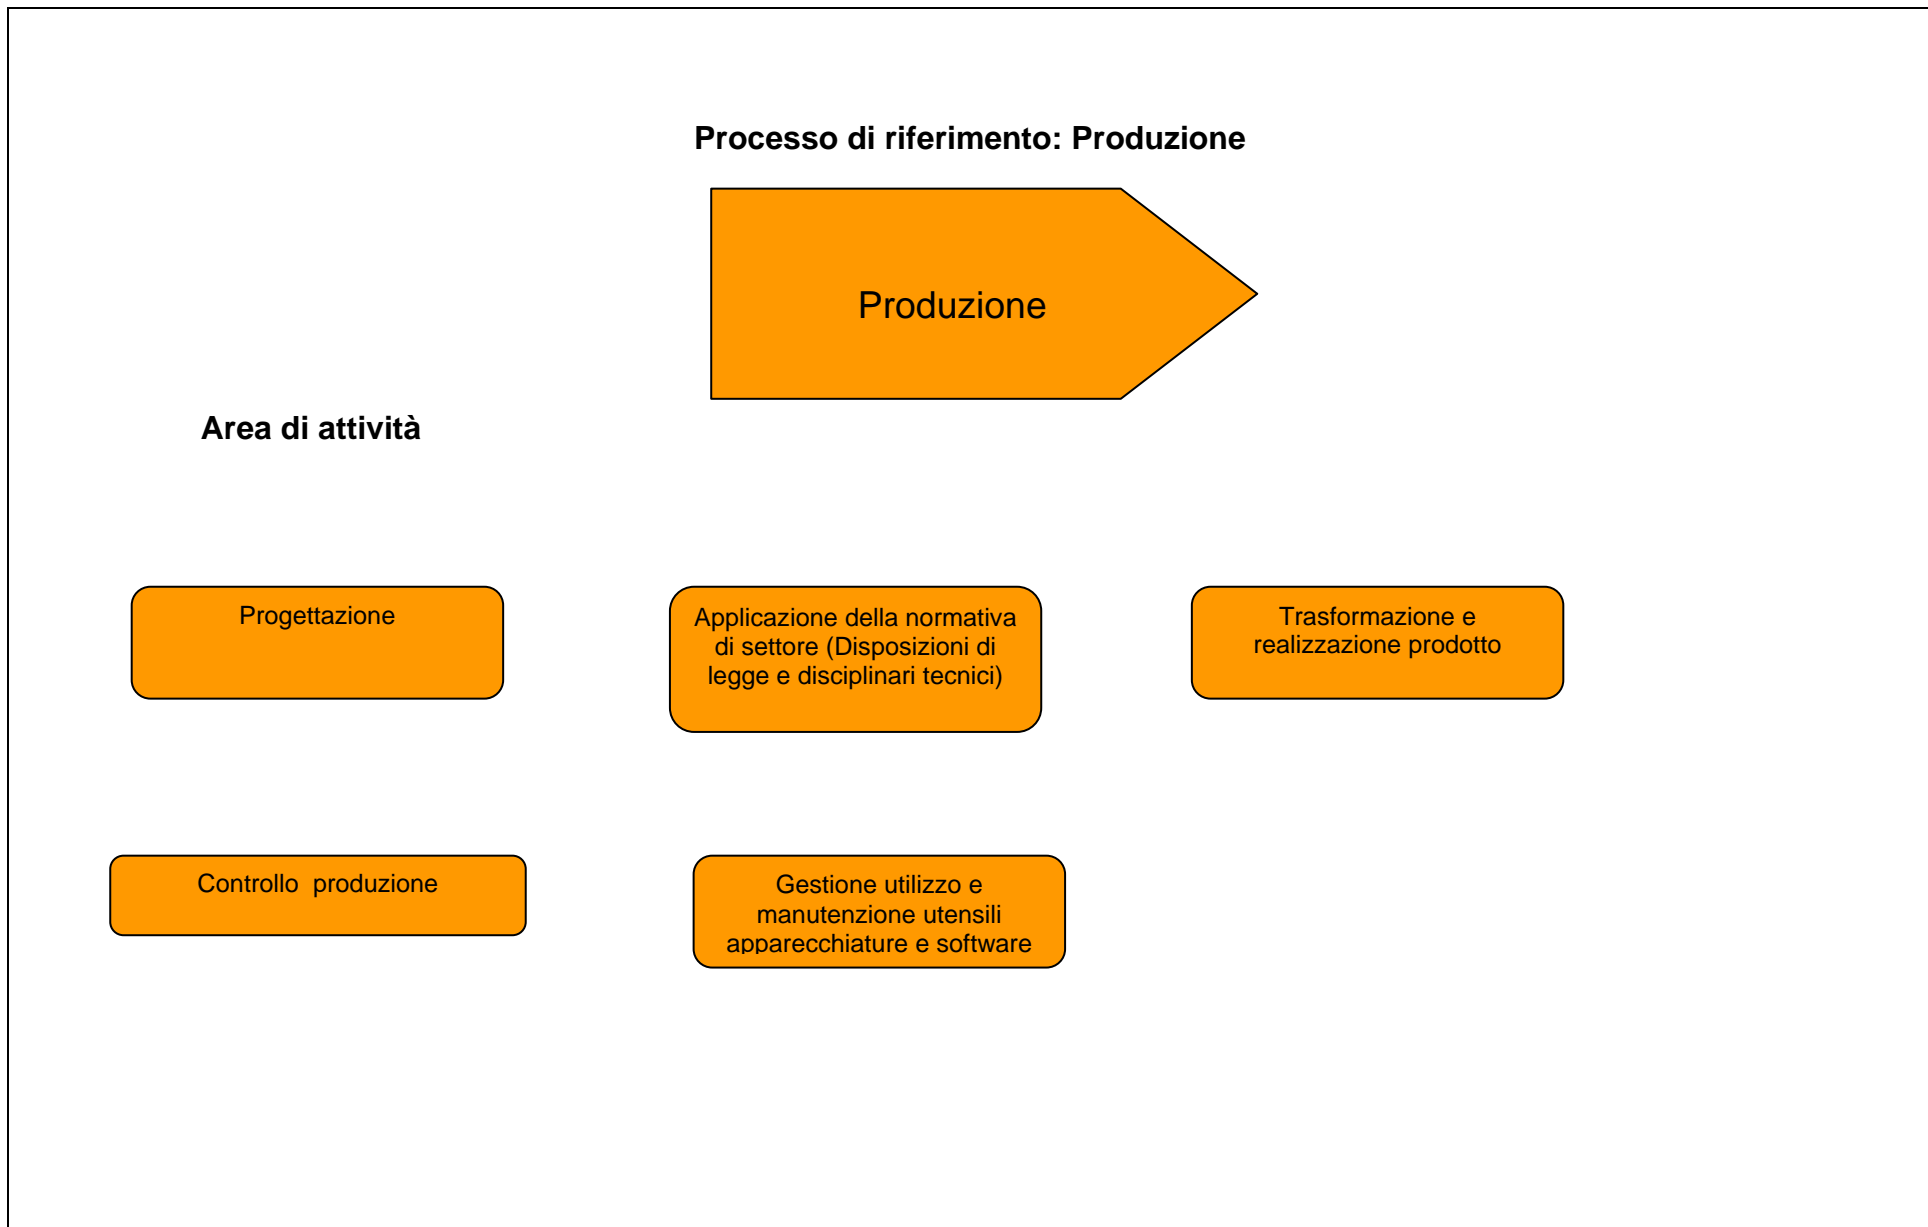 Processo di riferimento: Produzione
Produzione
Area di attività
Progettazione
Applicazione della normativa
di settore (Disposizioni di
legge e disciplinari tecnici)
Trasformazione e
realizzazione prodotto
Controllo  produzione
Gestione utilizzo e
manutenzione utensili
apparecchiature e software